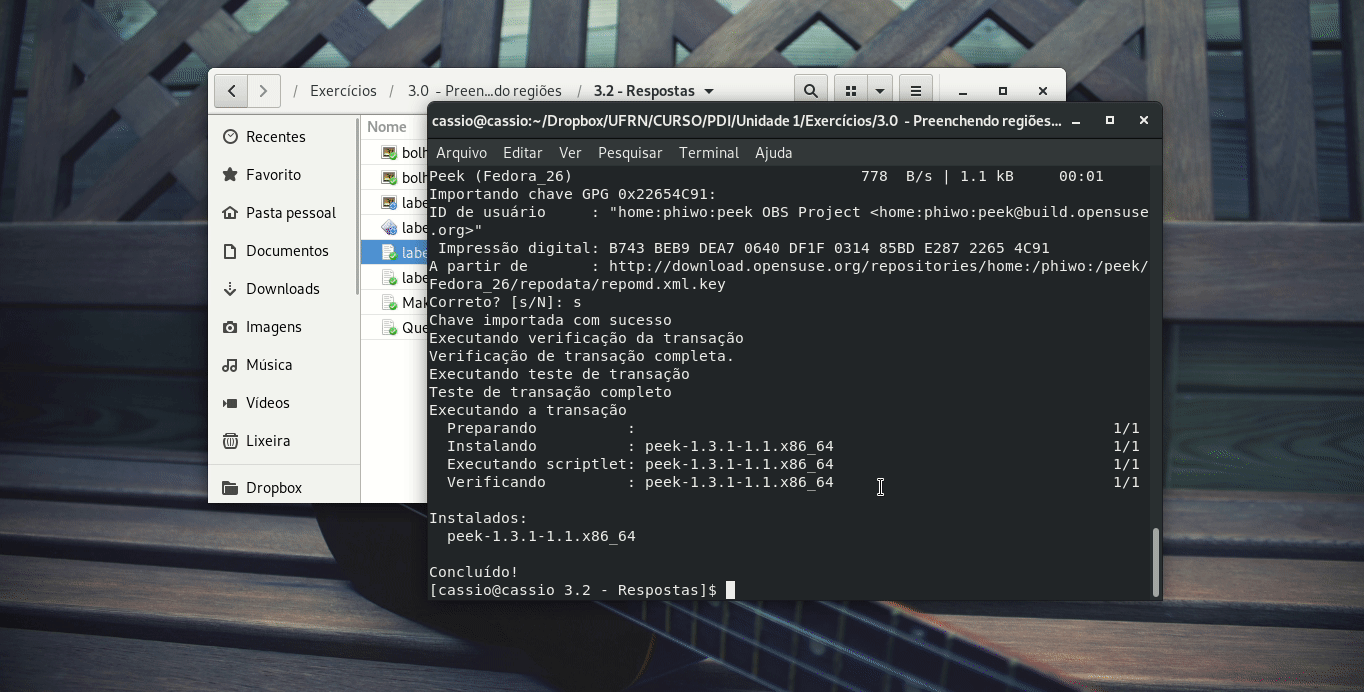 / Exercícios / 3.0 - Preen...do regiões / 3.2 - Respostas
Recentes
Favorito
Pasta pessoal
Documentos
Downloads
Imagens
Música
Vídeos
Lixeira
Dropbox
Nome
bolh
bolh
labe
labe
labe
labe
Mak
Que
cassio@cassio:~/Dropbox/UFRN/CURSO/PDI/Unidade 1/Exercícios/3.0 - Preenchendo regiões...
Arquivo Editar Ver Pesquisar Terminal Ajuda
Peek (Fedora_26) 778 B/s | 1.1 kB 00:01
Importando chave GPG 0x22654C91:
ID de usuário : "home:phiwo:peek OBS Project <home:phiwo:peek@build.opensuse
.org>"
Impressão digital: B743 BEB9 DEA7 0640 DF1F 0314 85BD E287 2265 4C91
A partir de : http://download.opensuse.org/repositories/home:/phiwo:/peek/
Fedora_26/repodata/repomd.xml.key
Correto? [s/N]: s
Chave importada com sucesso
Executando verificação da transação
Verificação de transação completa.
Executando teste de transação
Teste de transação completo
Executando a transação
Preparando : 1/1
Instalando : peek-1.3.1-1.1.x86_64 1/1
Executando scriptlet: peek-1.3.1-1.1.x86_64 1/1
Verificando : peek-1.3.1-1.1.x86_64 1/1
Instalados:
peek-1.3.1-1.1.x86_64
Concluído!
[cassio@cassio 3.2 - Respostas]$